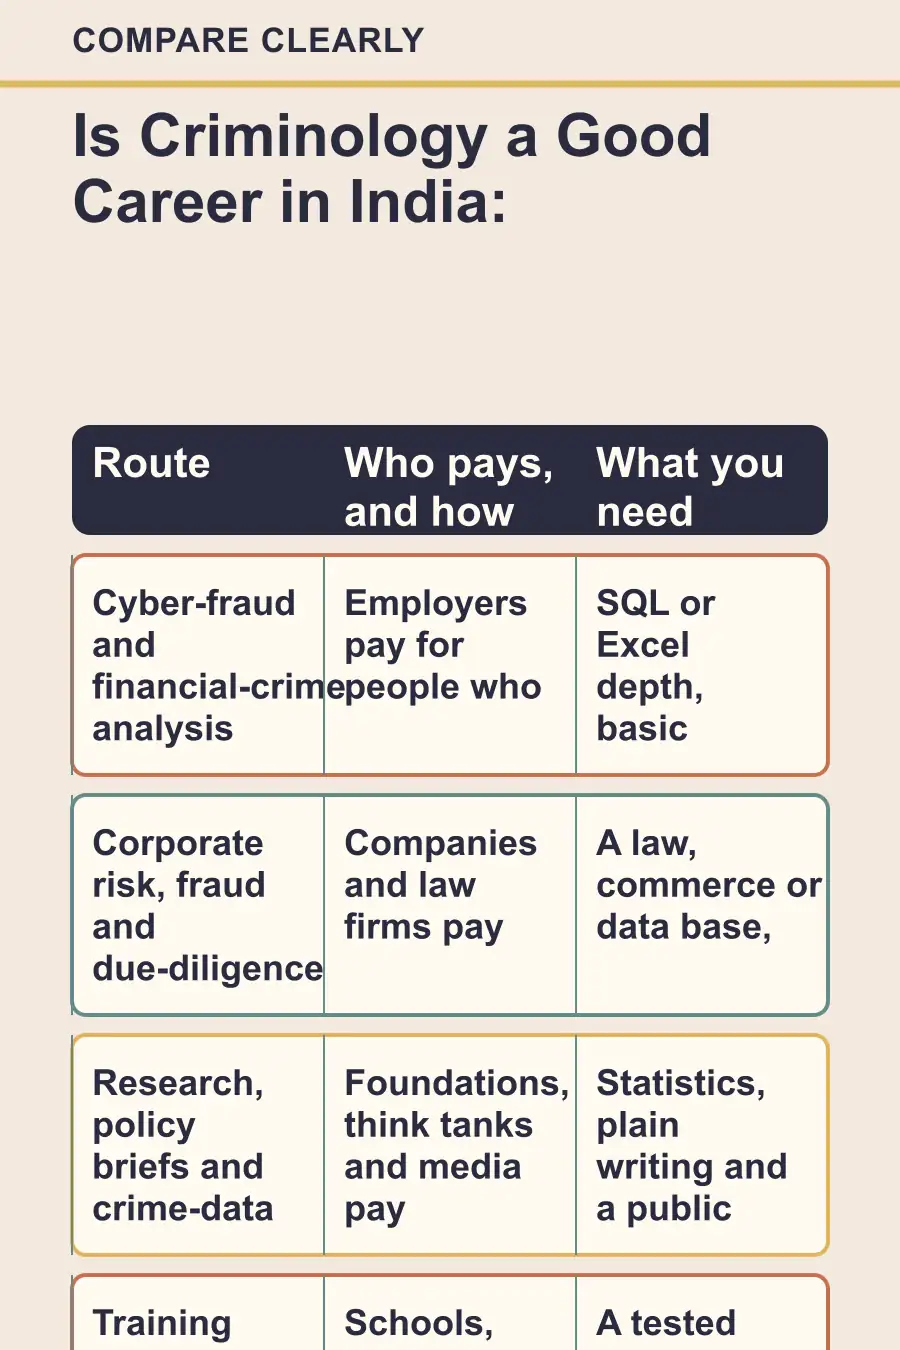 COMPARE CLEARLY
Is Criminology a Good
Career in India:
Route
Who pays,
and how
What you
need
Cyber-fraud
and
financial-crime
analysis
Employers
pay for
people who
SQL or
Excel
depth,
basic
Corporate
risk, fraud
and
due-diligence
Companies
and law
firms pay
A law,
commerce or
data base,
Research,
policy
briefs and
crime-data
Foundations,
think tanks
and media
pay
Statistics,
plain
writing and
a public
Training
Schools,
A tested